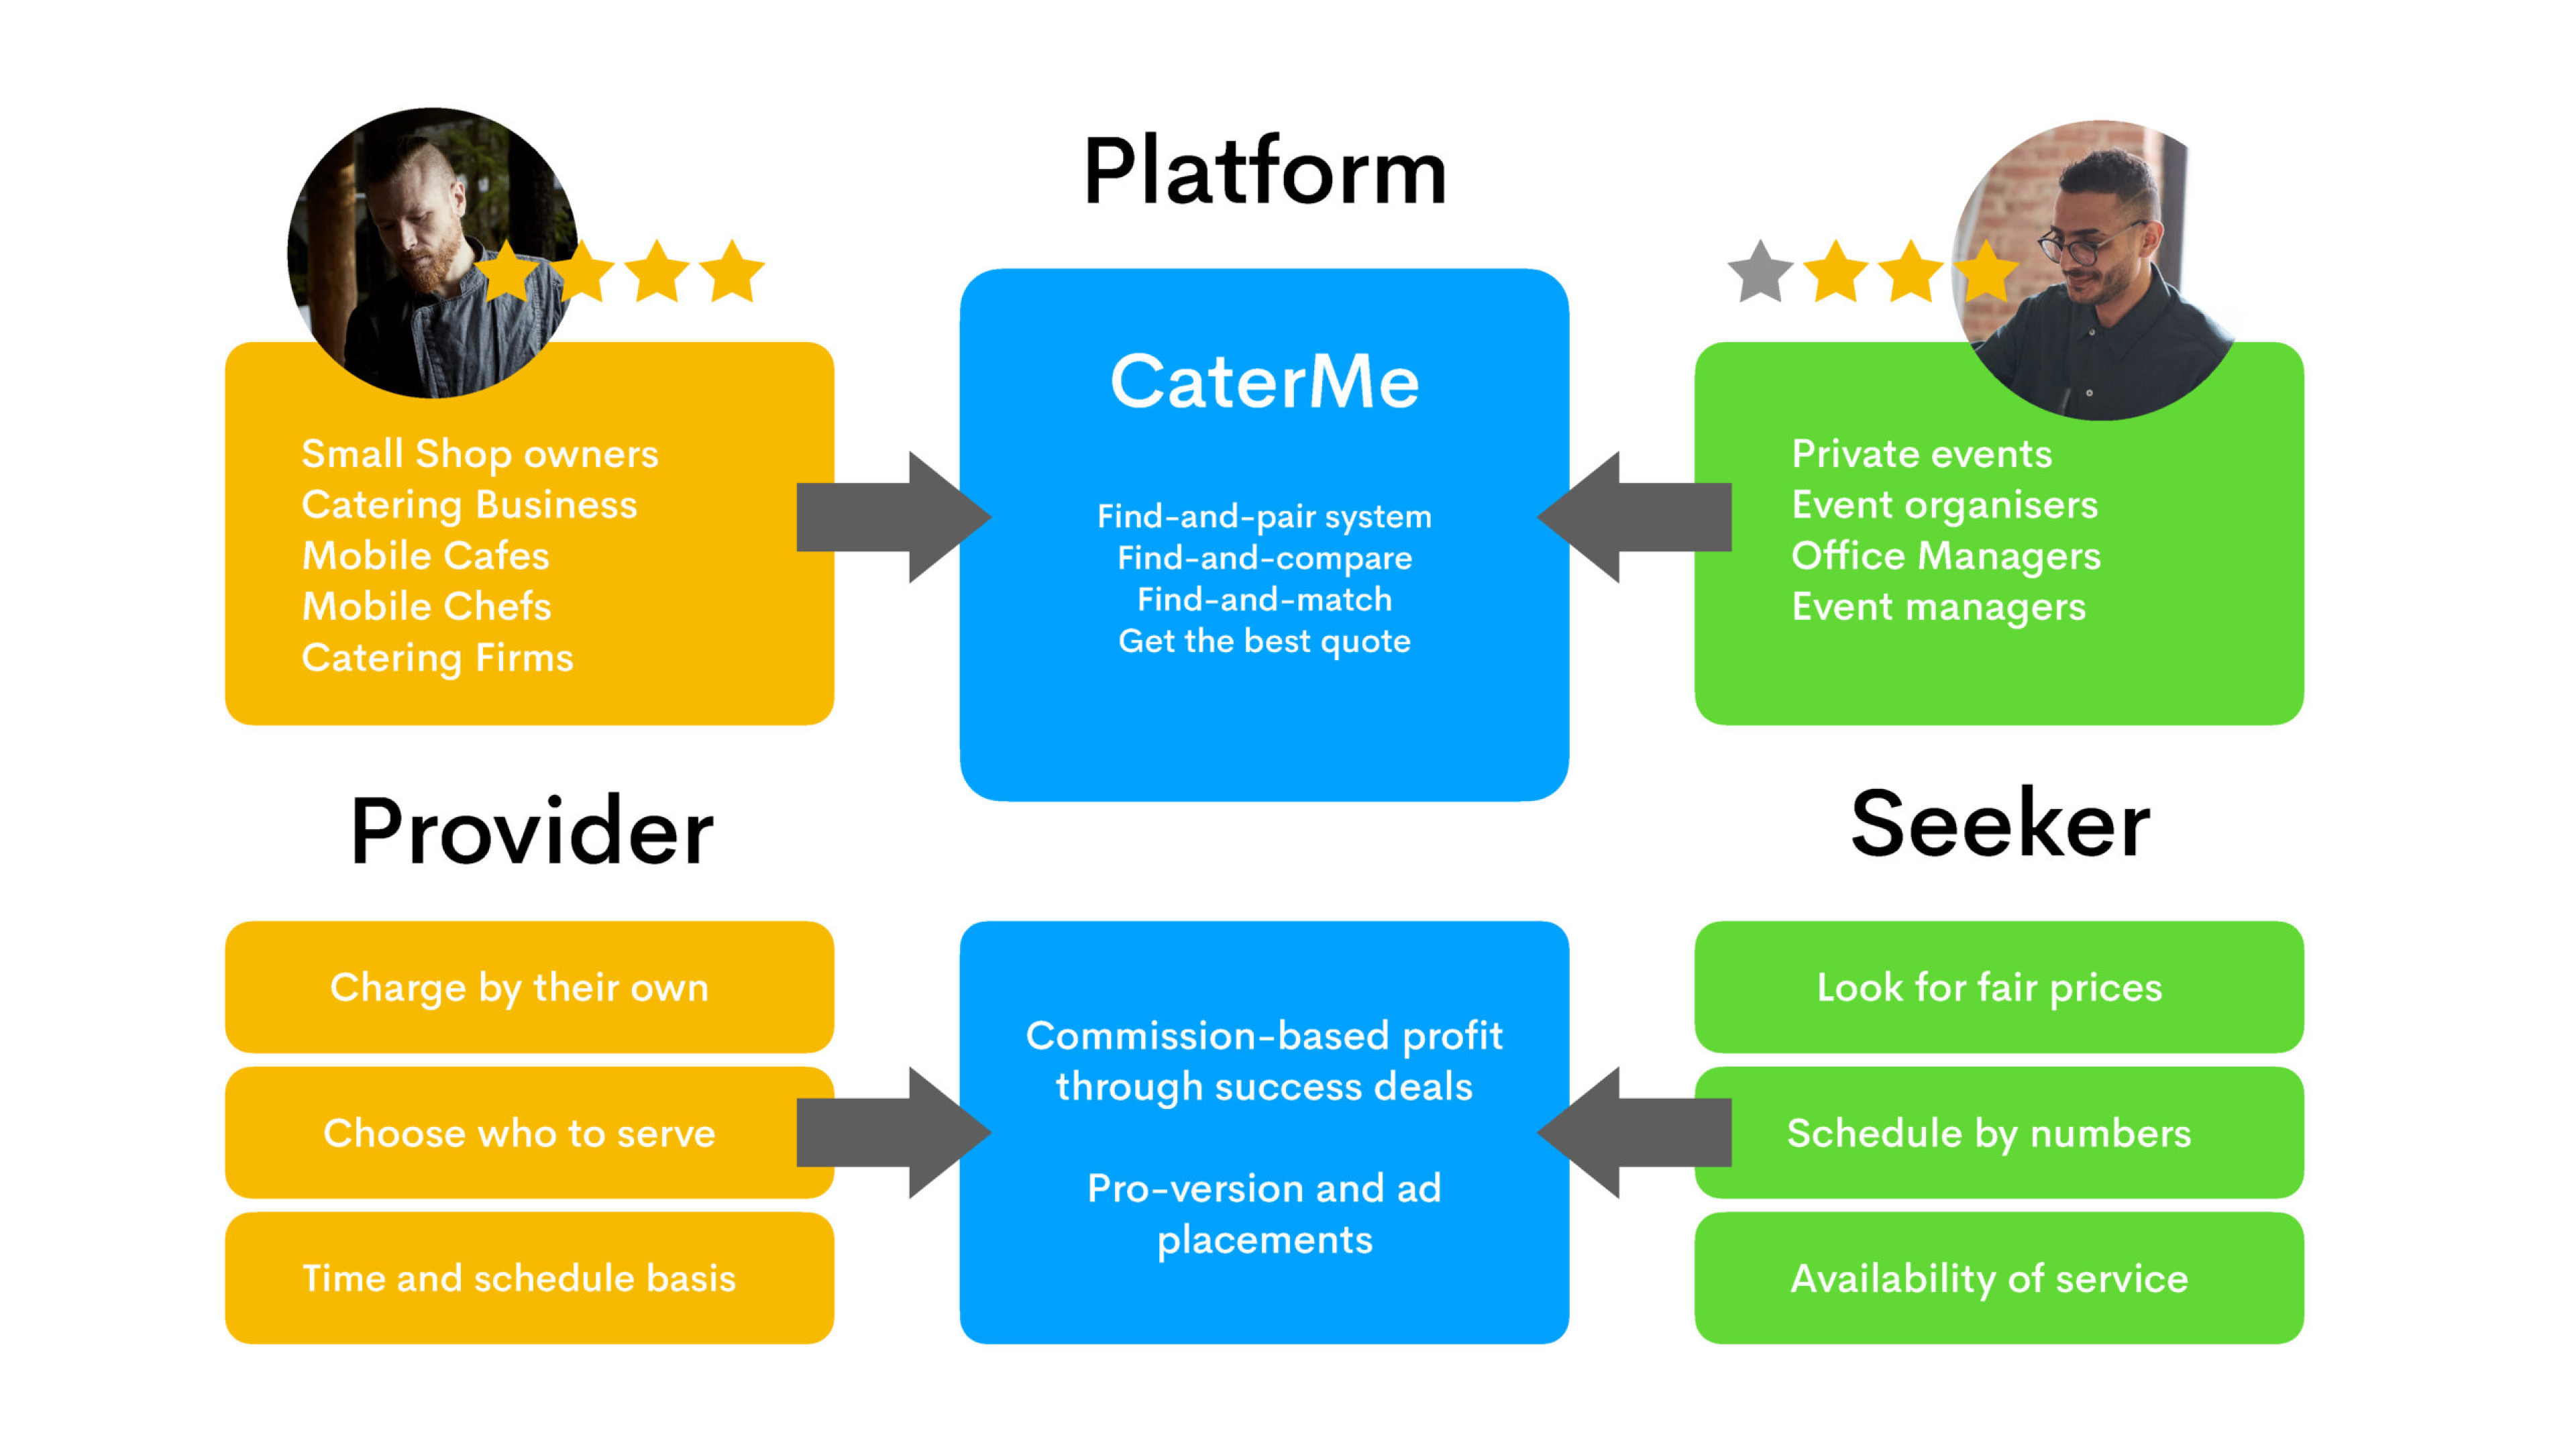 Platform
Small Shop owners
Catering Business
Mobile Cafes
Mobile Chefs
Catering Firms
CaterMe
Find-and-pair system
Find-and-compare
Find-and-match
Get the best quote
Private events
Event organisers
Office Managers
Event managers
Provider
Seeker
Charge by their own
Choose who to serve
Time and schedule basis
Commission-based profit
through success deals
Pro-version and ad
placements
Look for fair prices
Schedule by numbers
Availability of service